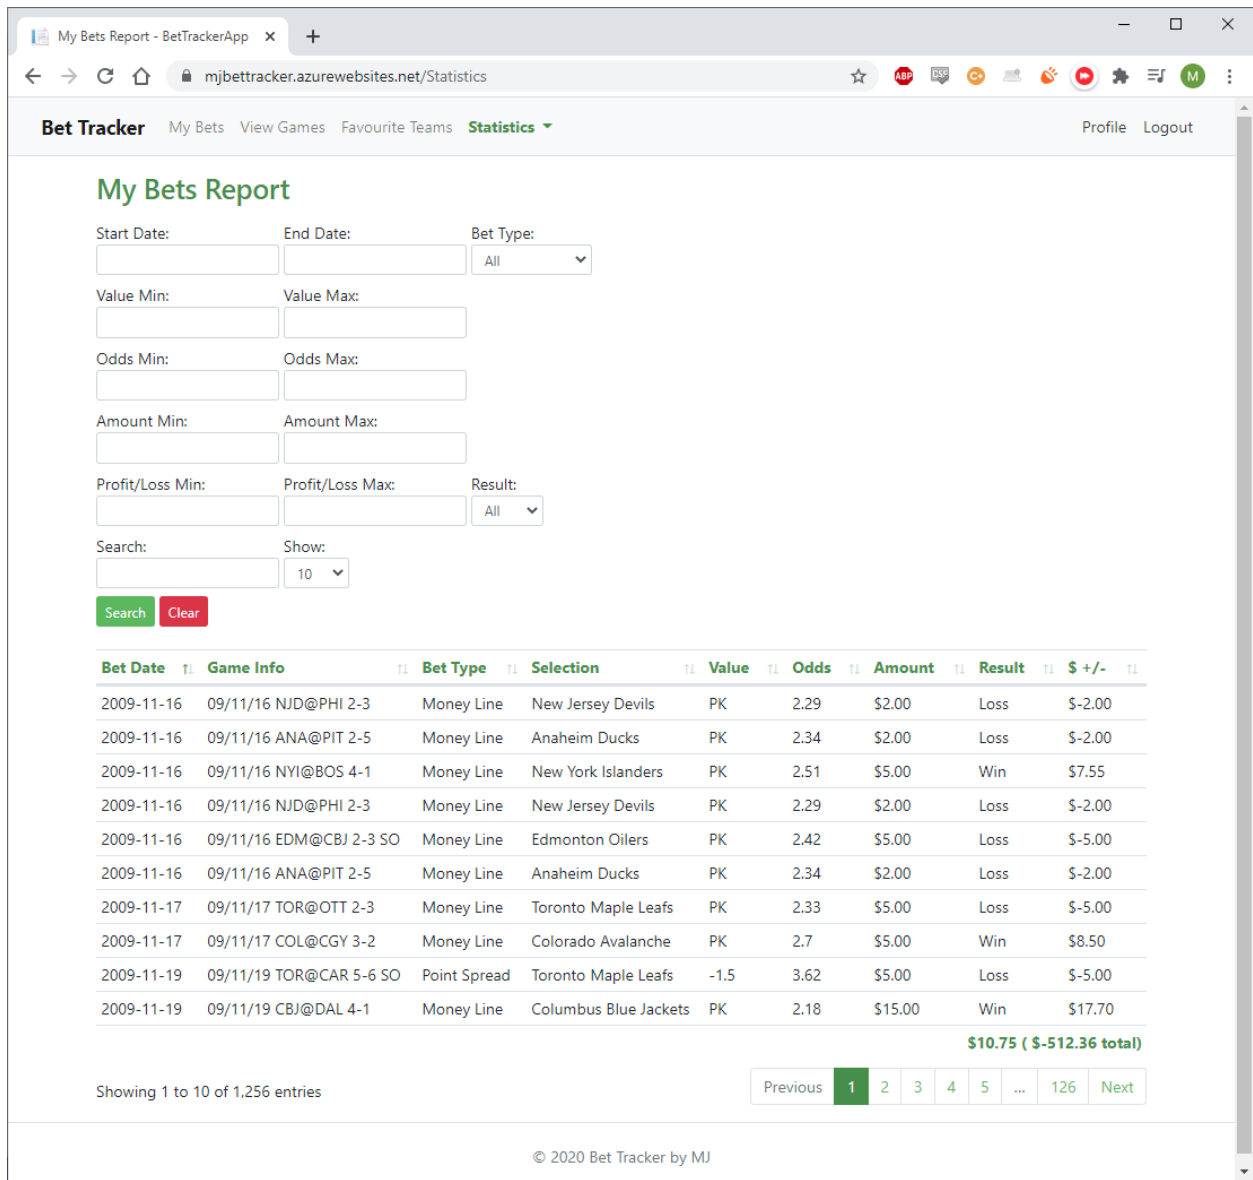 My Bets Report - BetTrackerApp
mjbettracker.azurewebsites.net/Statistics
ABP CSF C+ M
Bet Tracker My Bets View Games Favourite Teams Statistics Profile Logout
My Bets Report
Start Date: End Date: Bet Type:
All
Value Min: Value Max:
Odds Min: Odds Max:
Amount Min: Amount Max:
Profit/Loss Min: Profit/Loss Max: Result:
All
Search: Show:
10
Search Clear
Bet Date Game Info Bet Type Selection Value Odds Amount Result $ +/-
2009-11-16 09/11/16 NJD@PHI 2-3 Money Line New Jersey Devils PK 2.29 $2.00 Loss $-2.00
2009-11-16 09/11/16 ANA@PIT 2-5 Money Line Anaheim Ducks PK 2.34 $2.00 Loss $-2.00
2009-11-16 09/11/16 NYI@BOS 4-1 Money Line New York Islanders PK 2.51 $5.00 Win $7.55
2009-11-16 09/11/16 NJD@PHI 2-3 Money Line New Jersey Devils PK 2.29 $2.00 Loss $-2.00
2009-11-16 09/11/16 EDM@CBJ 2-3 SO Money Line Edmonton Oilers PK 2.42 $5.00 Loss $-5.00
2009-11-16 09/11/16 ANA@PIT 2-5 Money Line Anaheim Ducks PK 2.34 $2.00 Loss $-2.00
2009-11-17 09/11/17 TOR@OTT 2-3 Money Line Toronto Maple Leafs PK 2.33 $5.00 Loss $-5.00
2009-11-17 09/11/17 COL@CGY 3-2 Money Line Colorado Avalanche PK 2.7 $5.00 Win $8.50
2009-11-19 09/11/19 TOR@CAR 5-6 SO Point Spread Toronto Maple Leafs -1.5 3.62 $5.00 Loss $-5.00
2009-11-19 09/11/19 CBJ@DAL 4-1 Money Line Columbus Blue Jackets PK 2.18 $15.00 Win $17.70
$10.75 ( $-512.36 total)
Showing 1 to 10 of 1,256 entries Previous 1 2 3 4 5 ... 126 Next
© 2020 Bet Tracker by MJ